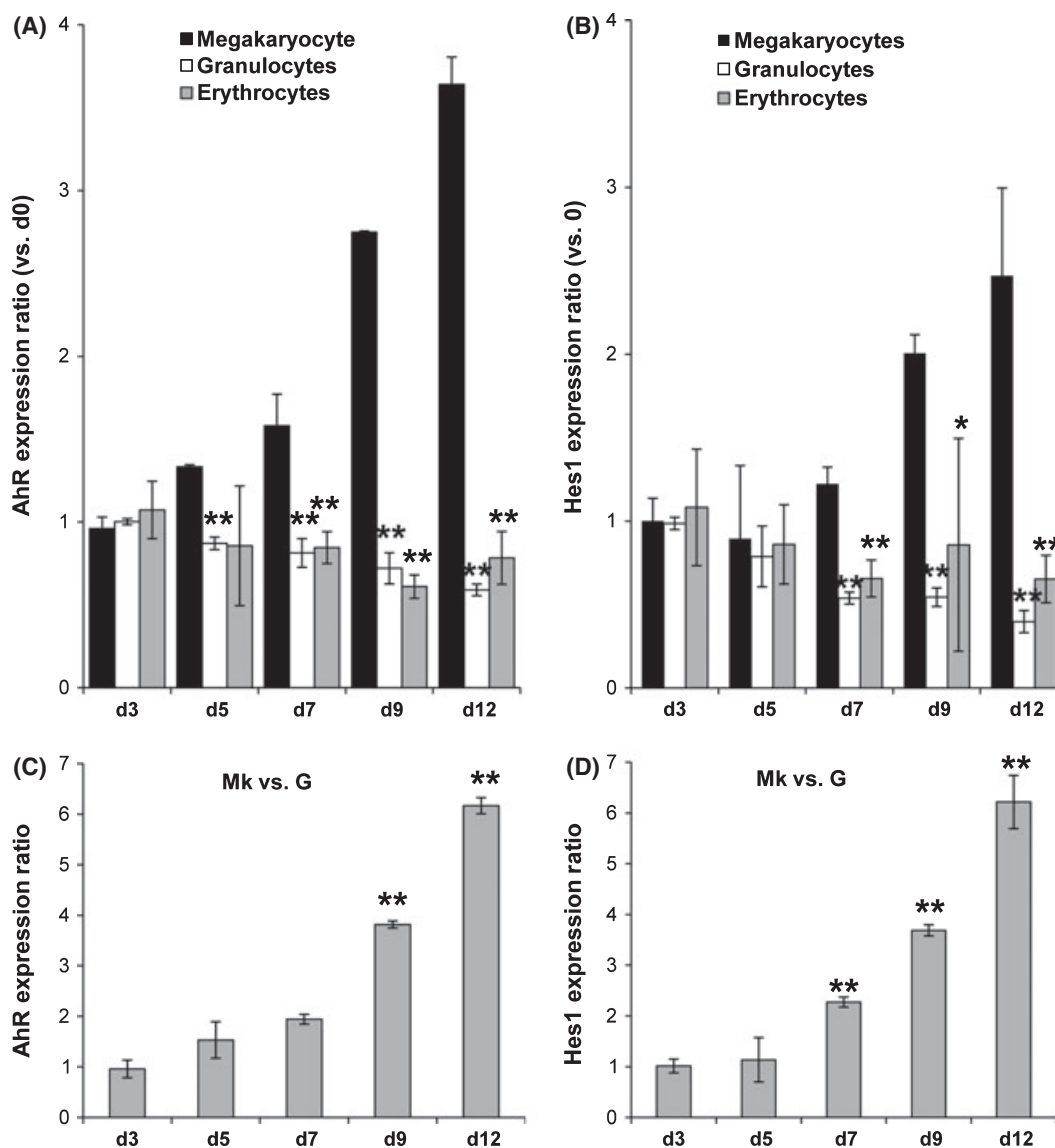 (A)
Megakaryocyte
Granulocytes
Erythrocytes
AhR expression ratio (vs. d0)
4
3
2
1
0
** ** ** ** ** ** **
d3 d5 d7 d9 d12
(B)
Megakaryocytes
Granulocytes
Erythrocytes
Hes1 expression ratio (vs. 0)
4
3
2
1
0
** ** ** * ** **
d3 d5 d7 d9 d12
(C)
Mk vs. G
AhR expression ratio
7
6
5
4
3
2
1
0
** **
d3 d5 d7 d9 d12
(D)
Mk vs. G
Hes1 expression ratio
7
6
5
4
3
2
1
0
** ** **
d3 d5 d7 d9 d12